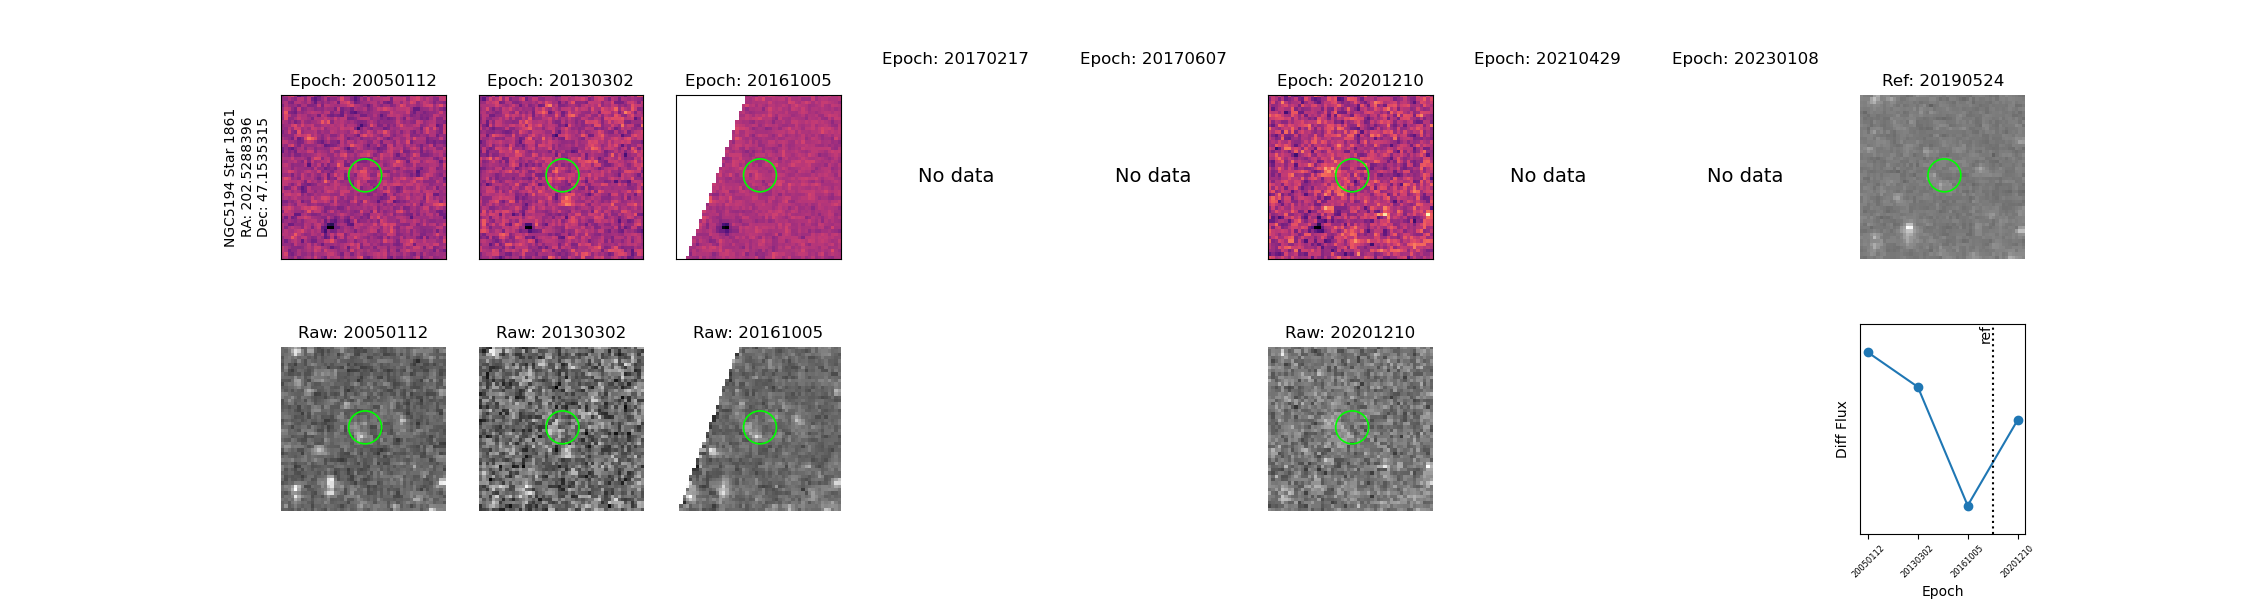 NGC5194 Star 1861
RA: 202.5288396
Dec: 47.1535315
Epoch: 20050112
Epoch: 20130302
Epoch: 20161005
Epoch: 20170217
No data
Epoch: 20170607
No data
Epoch: 20201210
Epoch: 20210429
No data
Epoch: 20230108
No data
Ref: 20190524
Raw: 20050112
Raw: 20130302
Raw: 20161005
Raw: 20201210
Diff Flux
ref
20050112
20130302
20161005
20201210
Epoch